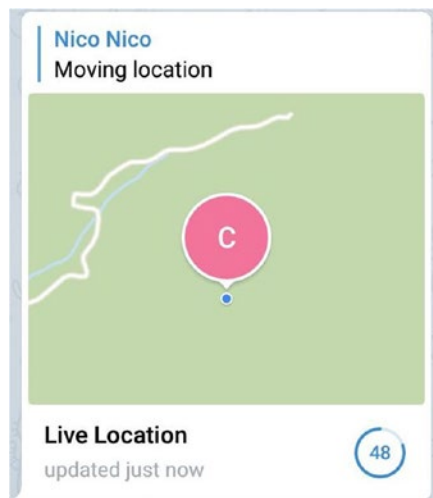 Nico Nico
Moving location
C
Live Location
updated just now
48